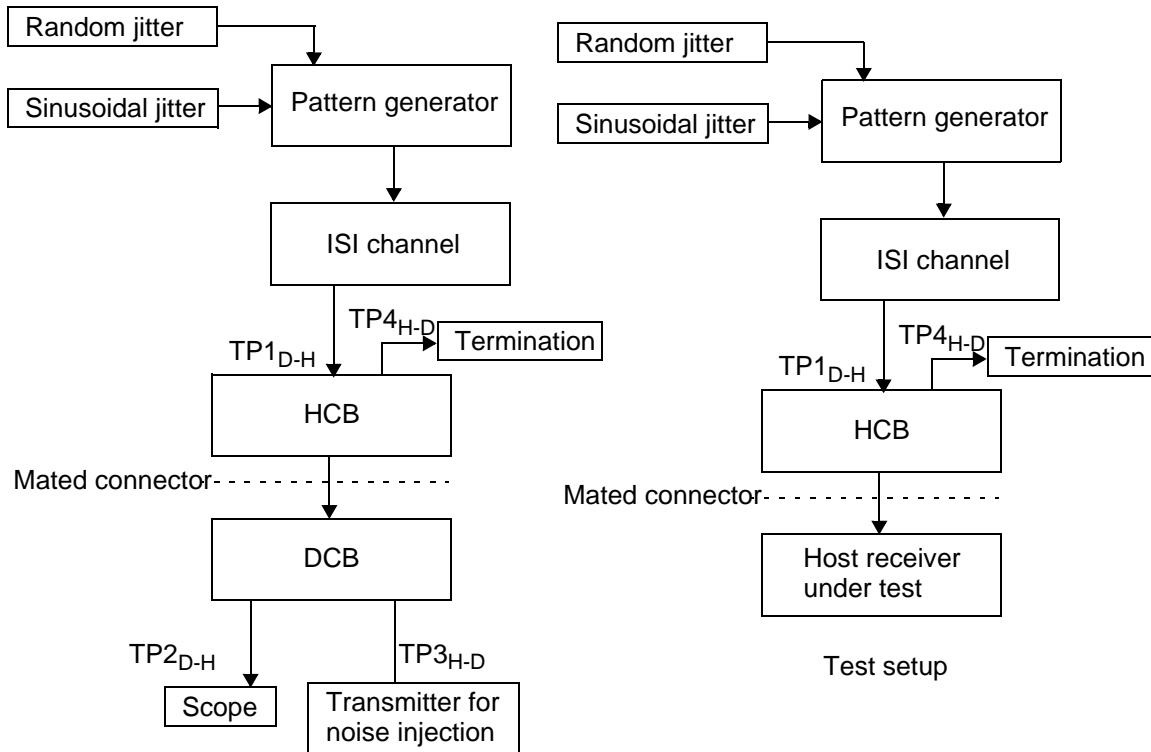 Random jitter
Sinusoidal jitter
Pattern generator
ISI channel
TP4H-D
Termination
TP1D-H
HCB
Mated connector
DCB
TP2D-H
TP3H-D
Scope
Transmitter for
noise injection
Random jitter
Sinusoidal jitter
Pattern generator
ISI channel
TP4H-D
Termination
TP1D-H
HCB
Mated connector
Host receiver
under test
Test setup